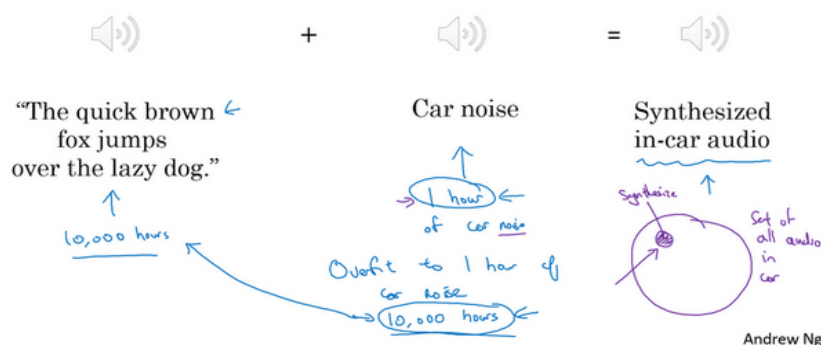 + =
“The quick brown
fox jumps
over the lazy dog.”
10,000 hours
Car noise
1 hour
of car noise
Overfit to 1 hour of
car noise
10,000 hours
Synthesized
in-car audio
Synthesize
Set of
all audio
in
car
Andrew Ng